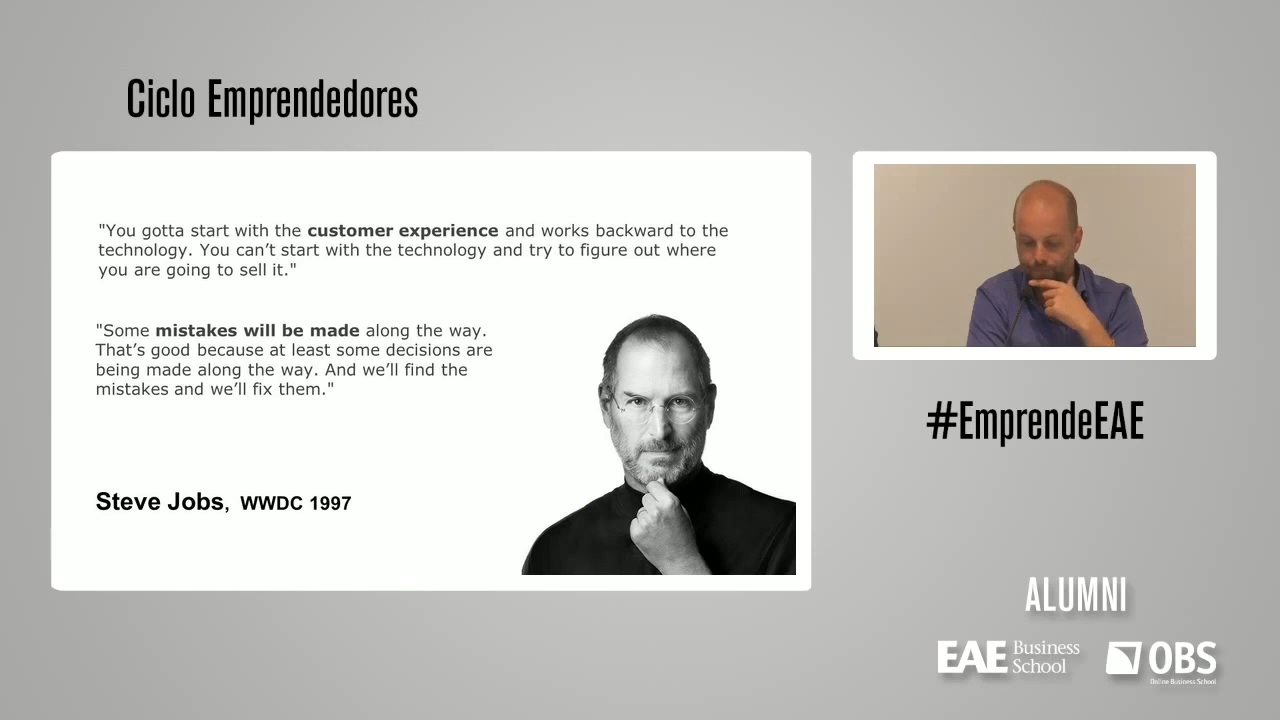 Ciclo Emprendedores
"You gotta start with the customer experience and works backward to the
technology. You can’t start with the technology and try to figure out where
you are going to sell it."
"Some mistakes will be made along the way.
That’s good because at least some decisions are
being made along the way. And we’ll find the
mistakes and we’ll fix them."
Steve Jobs, WWDC 1997
#EmprendeEAE
ALUMNI
EAE Business
School
OBS
Online Business School